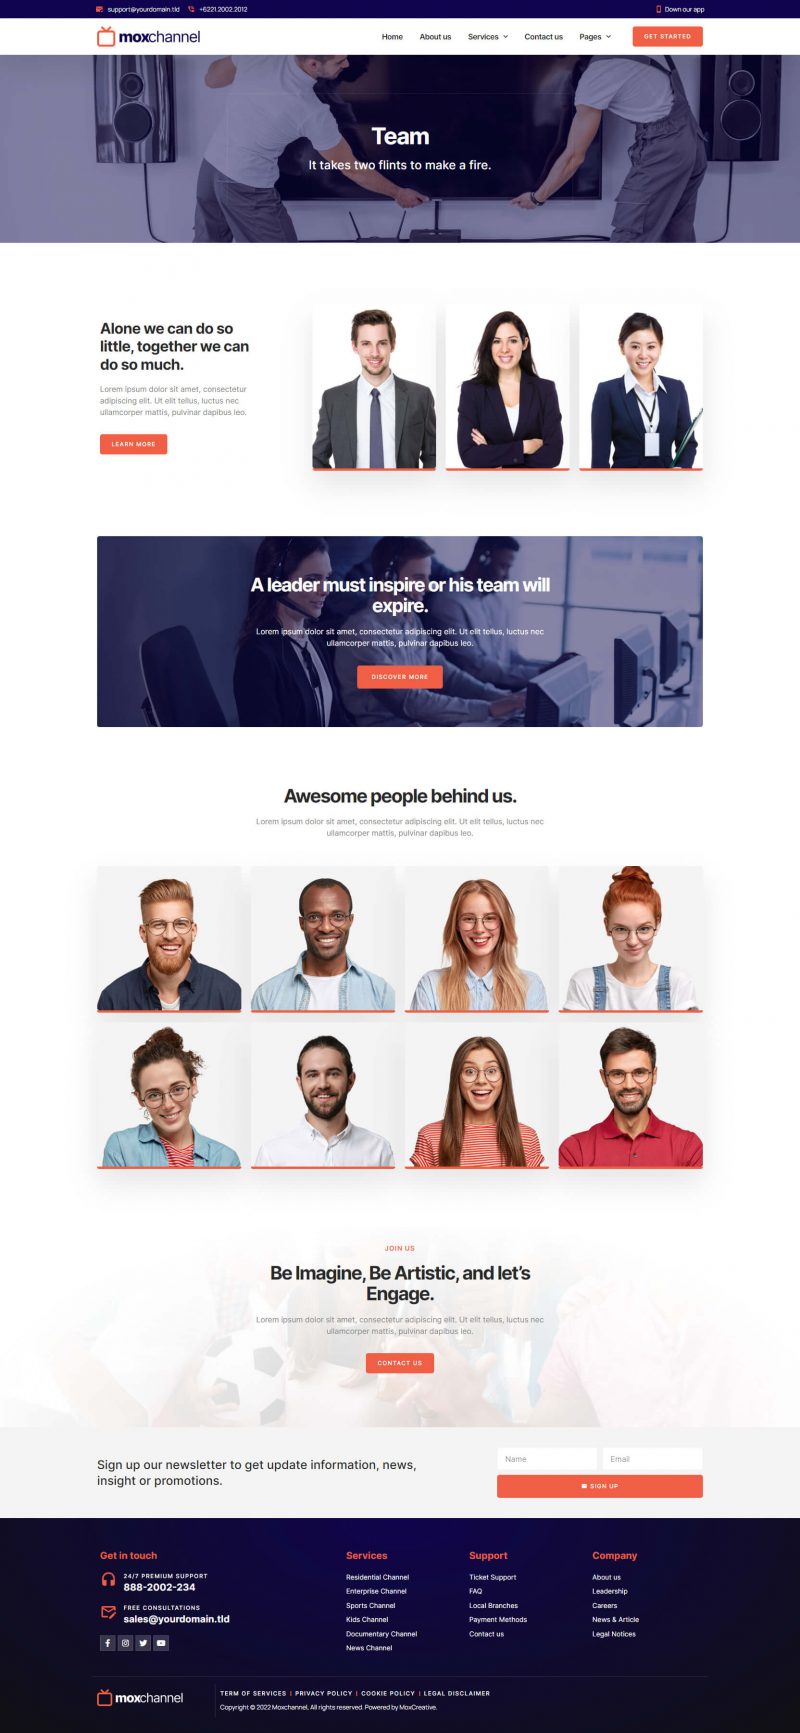 support@yourdomain.tld +6221.2002.2012 Down our app
moxchannel Home About us Services Contact us Pages GET STARTED
Team
It takes two flints to make a fire.
Alone we can do so
little, together we can
do so much.
Lorem ipsum dolor sit amet, consectetur
adipiscing elit. Ut elit tellus, luctus nec
ullamcorper mattis, pulvinar dapibus leo.
LEARN MORE
A leader must inspire or his team will
expire.
Lorem ipsum dolor sit amet, consectetur adipiscing elit. Ut elit tellus, luctus nec
ullamcorper mattis, pulvinar dapibus leo.
DISCOVER MORE
Awesome people behind us.
Lorem ipsum dolor sit amet, consectetur adipiscing elit. Ut elit tellus, luctus nec
ullamcorper mattis, pulvinar dapibus leo.
JOIN US
Be Imagine, Be Artistic, and let's
Engage.
Lorem ipsum dolor sit amet, consectetur adipiscing elit. Ut elit tellus, luctus nec
ullamcorper mattis, pulvinar dapibus leo.
CONTACT US
Sign up our newsletter to get update information, news,
insight or promotions.
Name Email
SIGN UP
Get in touch
24/7 PREMIUM SUPPORT
888-2002-234
FREE CONSULTATIONS
sales@yourdomain.tld
Services
Residential Channel
Enterprise Channel
Sports Channel
Kids Channel
Documentary Channel
News Channel
Support
Ticket Support
FAQ
Local Branches
Payment Methods
Contact us
Company
About us
Leadership
Careers
News & Article
Legal Notices
moxchannel
TERM OF SERVICES | PRIVACY POLICY | COOKIE POLICY | LEGAL DISCLAIMER
Copyright © 2022 Moxchannel, All rights reserved. Powered by MoxCreative.